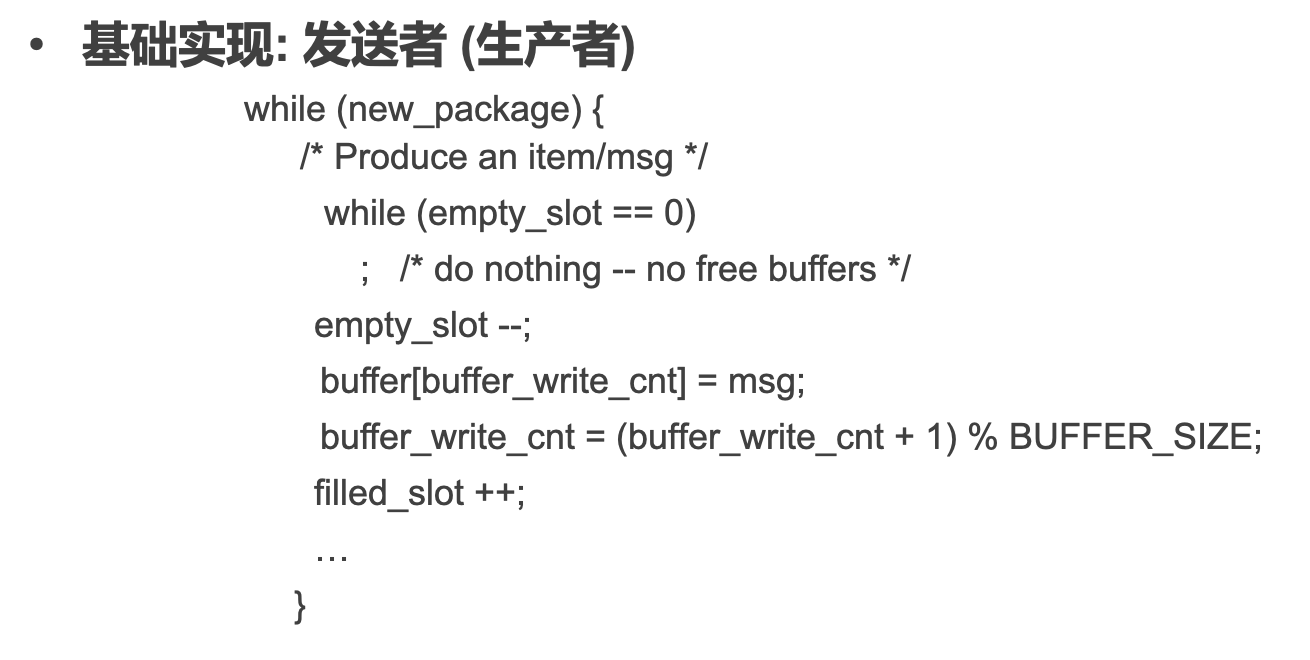 • 基础实现: 发送者 (生产者)
while (new_package) {
/* Produce an item/msg */
while (empty_slot == 0)
; /* do nothing -- no free buffers */
empty_slot --;
buffer[buffer_write_cnt] = msg;
buffer_write_cnt = (buffer_write_cnt + 1) % BUFFER_SIZE;
filled_slot ++;
…
}